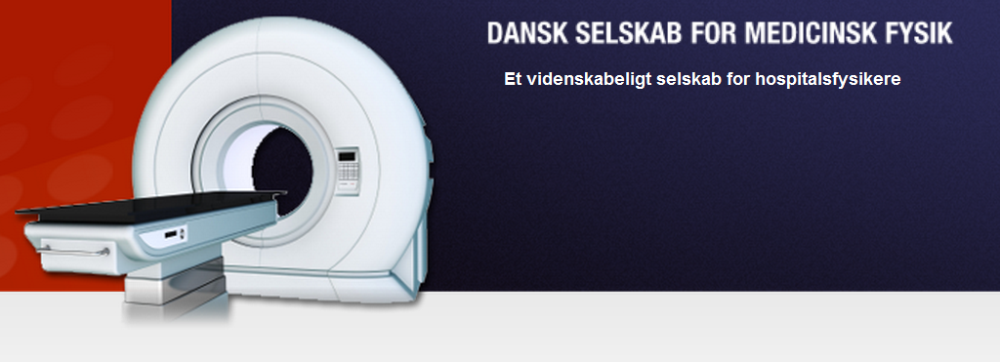 DANSK SELSKAB FOR MEDICINSK FYSIK
Et videnskabeligt selskab for hospitalsfysikere